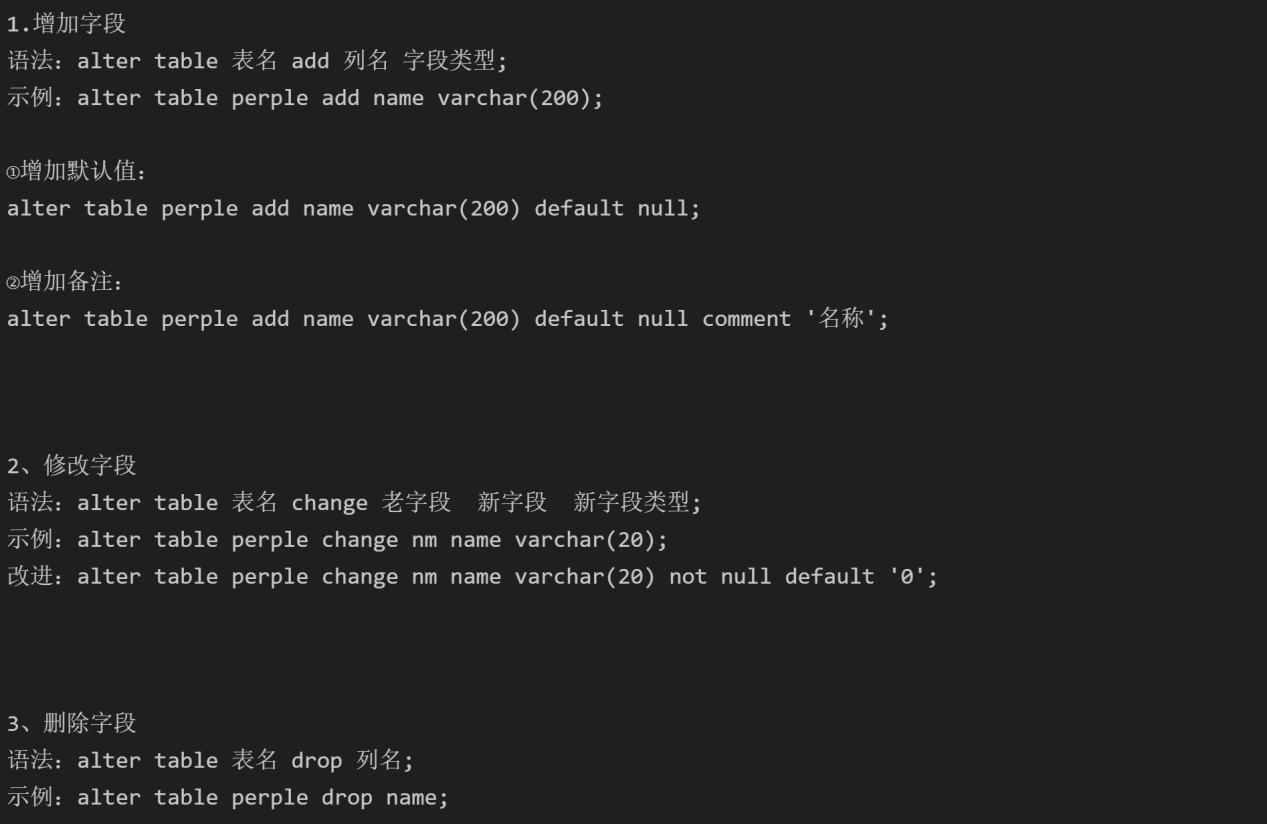 1.增加字段
语法：alter table 表名 add 列名 字段类型;
示例：alter table perple add name varchar(200);
①增加默认值：
alter table perple add name varchar(200) default null;
②增加备注：
alter table perple add name varchar(200) default null comment '名称';
2、修改字段
语法：alter table 表名 change 老字段  新字段  新字段类型;
示例：alter table perple change nm name varchar(20);
改进：alter table perple change nm name varchar(20) not null default '0';
3、删除字段
语法：alter table 表名 drop 列名;
示例：alter table perple drop name;